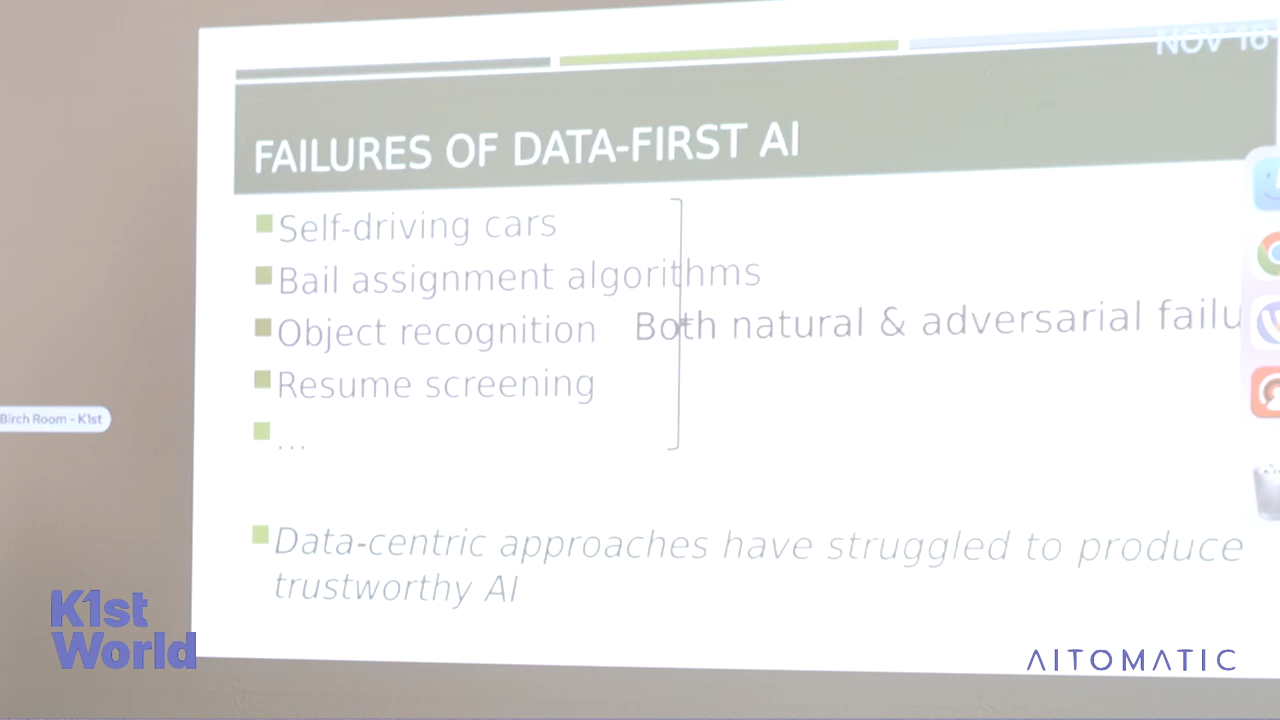 NOV 18
FAILURES OF DATA-FIRST AI
Self-driving cars
Bail assignment algorithms
Object recognition
Both natural & adversarial failu
Resume screening
...
Birch Room - K1st
Data-centric approaches have struggled to produce
trustworthy AI
K1st
World
AITOMATIC